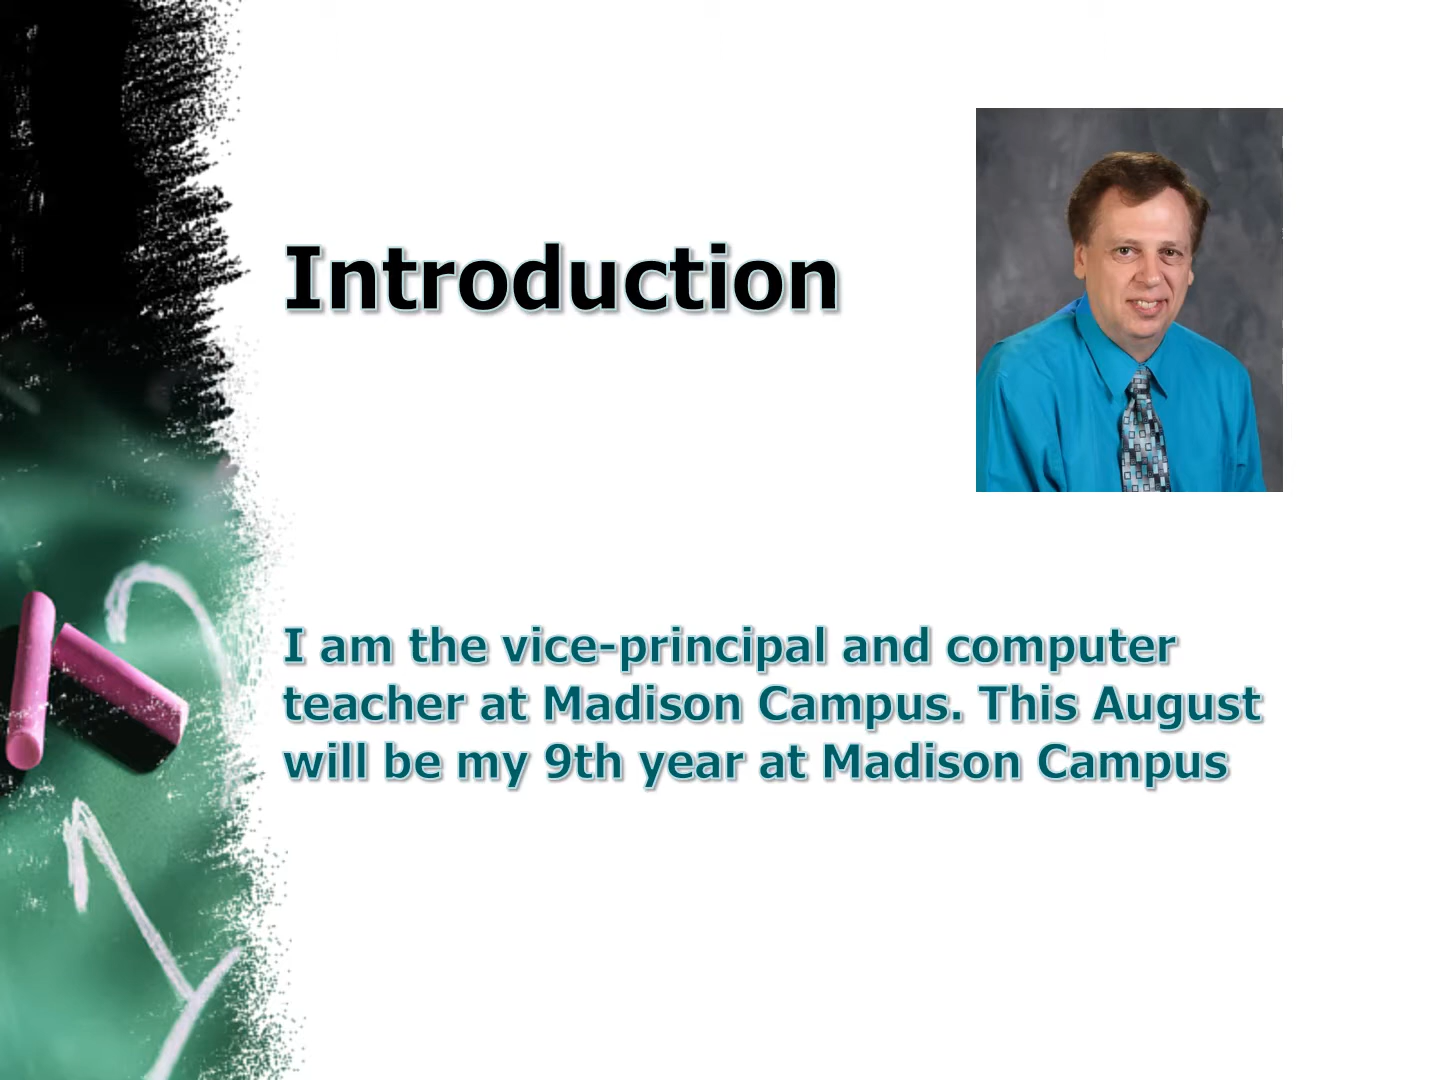 Introduction
I am the vice-principal and computer
teacher at Madison Campus. This August
will be my 9th year at Madison Campus